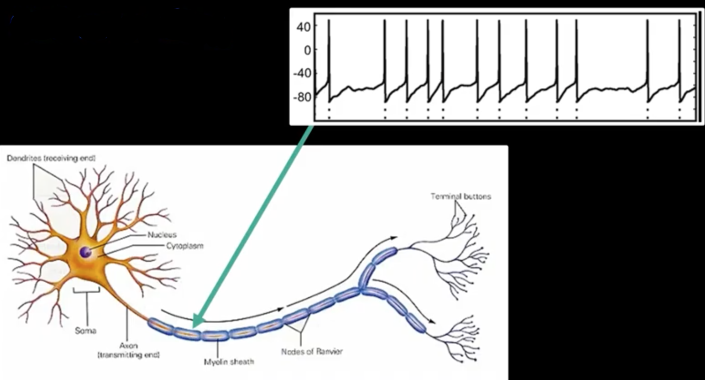 40
0
-40
-80
Dendrites (receiving end)
Terminal buttons
Nucleus
Cytoplasm
Soma
Axon
(transmitting end)
Myelin sheath
Nodes of Ranvier